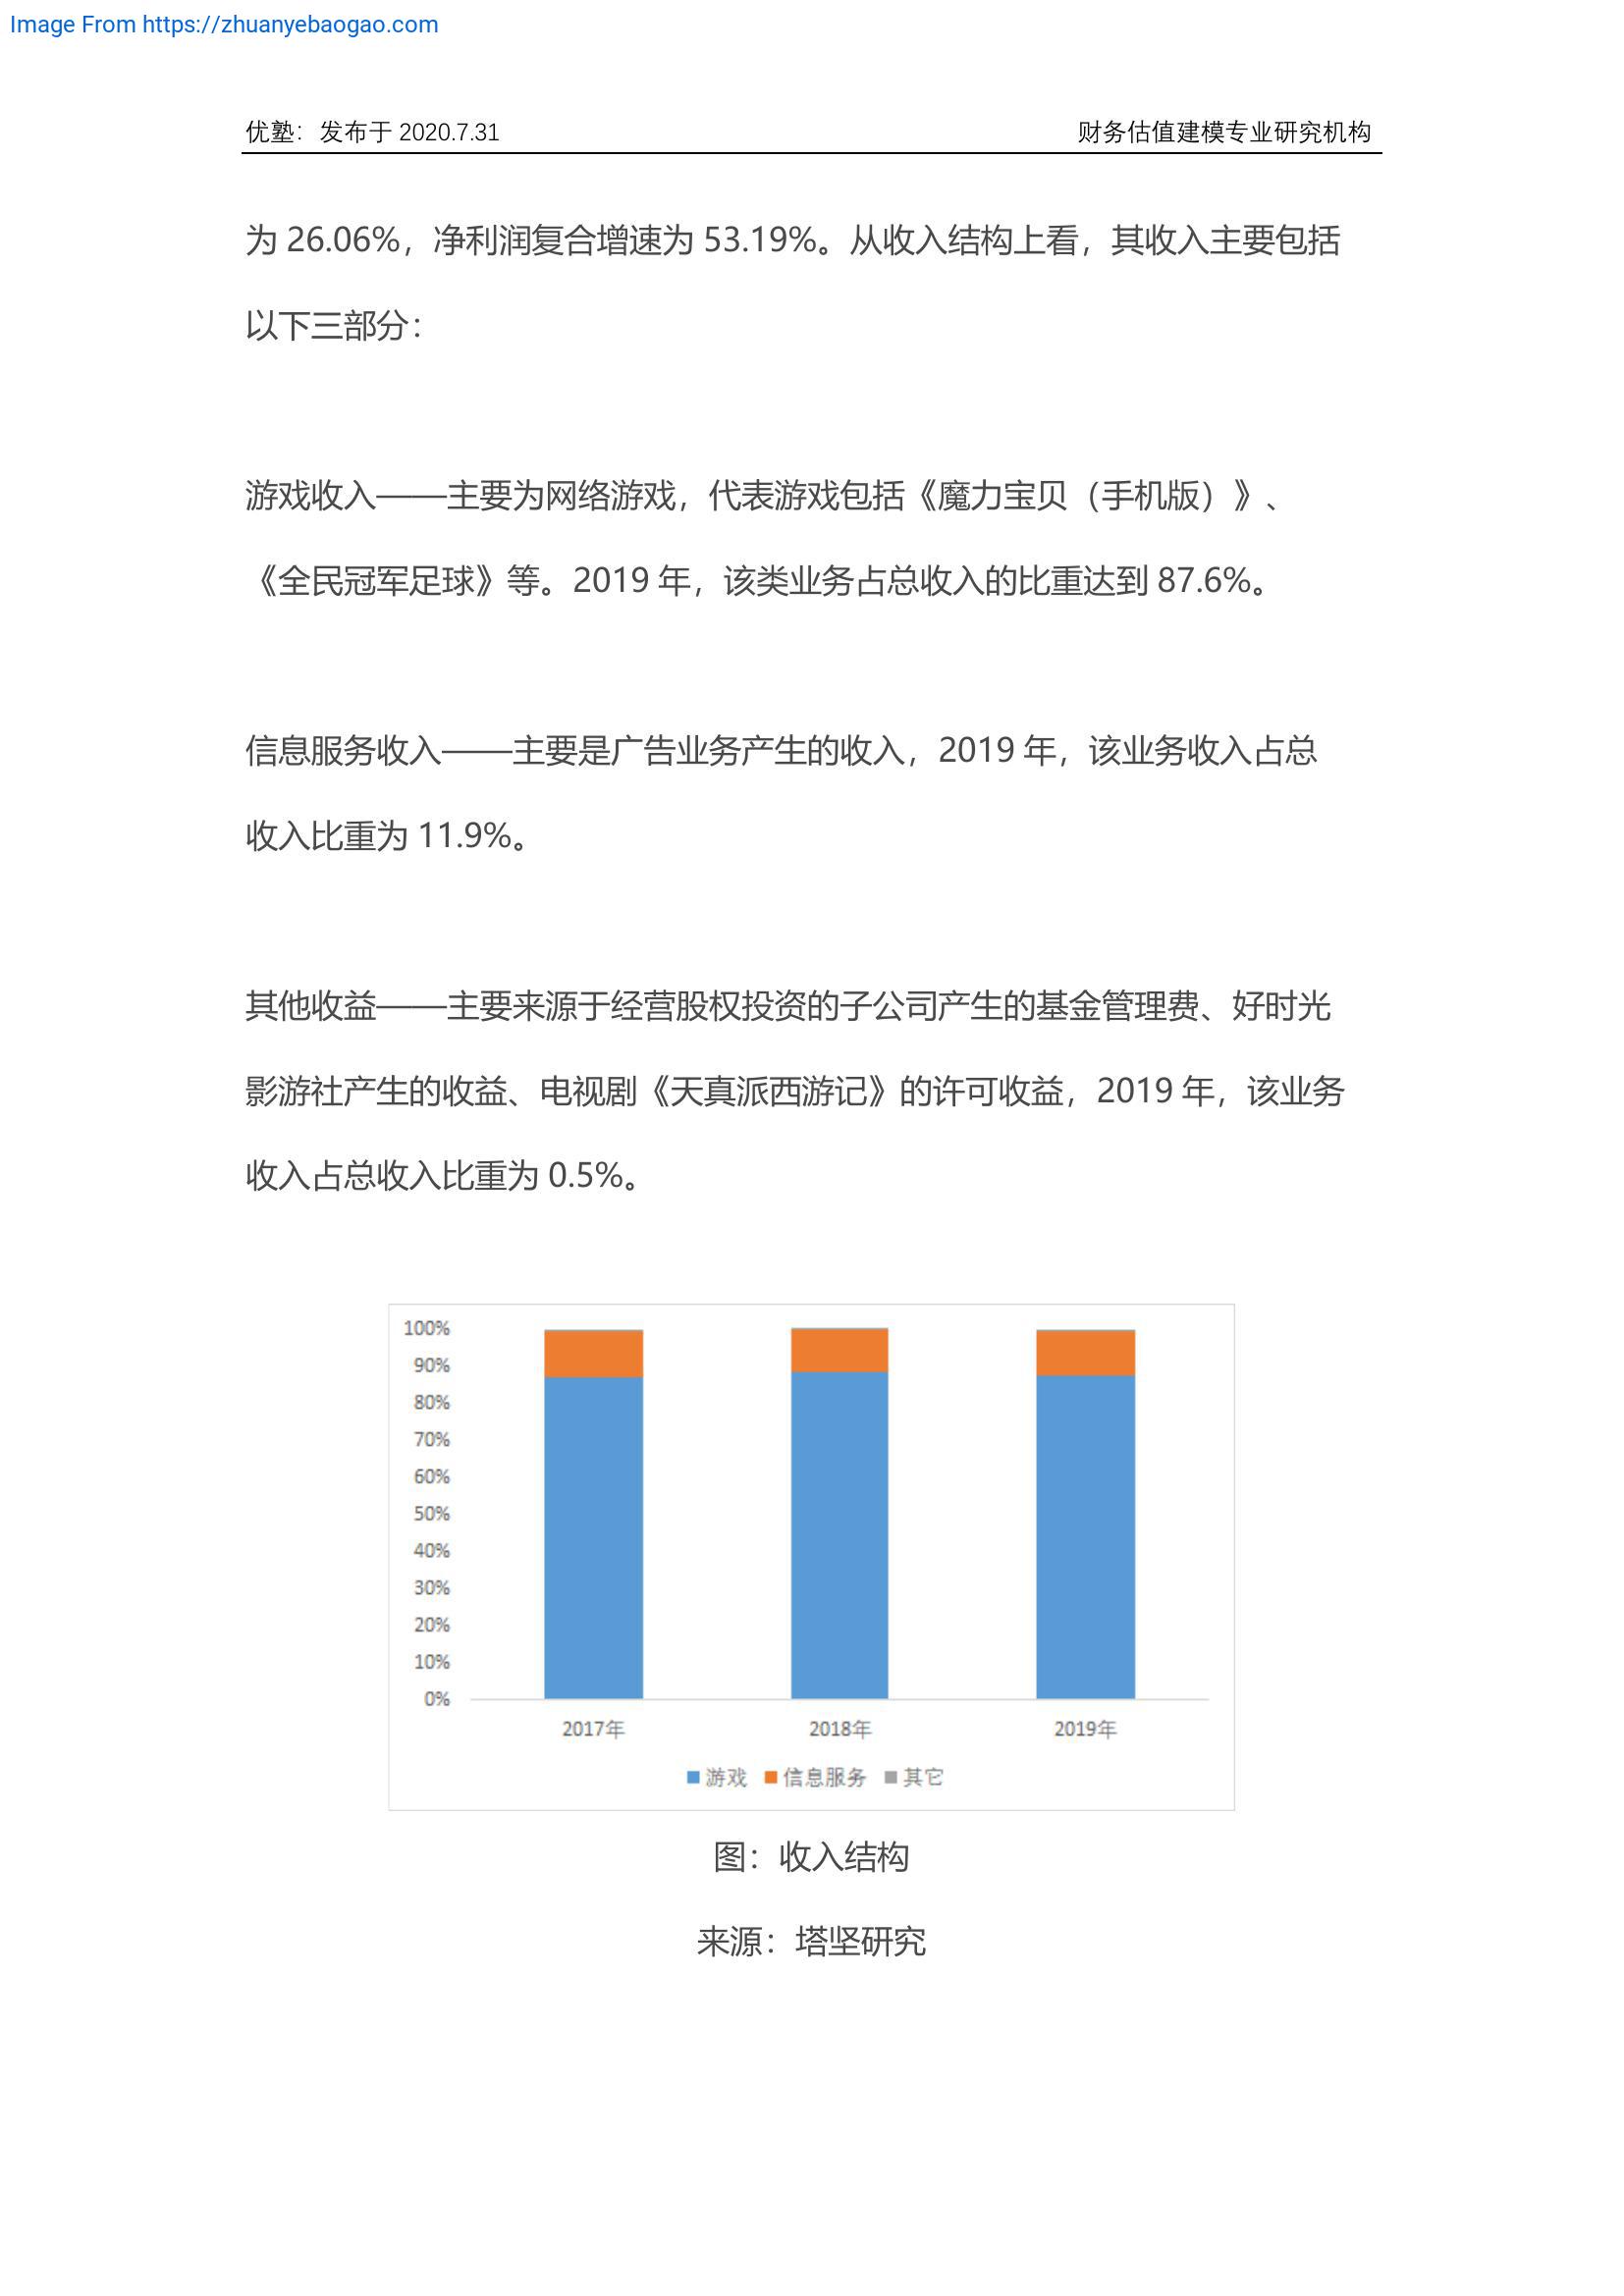 Image From https://zhuanyebaogao.com
优塾：发布于 2020.7.31 财务估值建模专业研究机构
为 26.06%，净利润复合增速为 53.19%。从收入结构上看，其收入主要包括
以下三部分：
游戏收入——主要为网络游戏，代表游戏包括《魔力宝贝（手机版）》、
《全民冠军足球》等。2019 年，该类业务占总收入的比重达到 87.6%。
信息服务收入——主要是广告业务产生的收入，2019 年，该业务收入占总
收入比重为 11.9%。
其他收益——主要来源于经营股权投资的子公司产生的基金管理费、好时光
影游社产生的收益、电视剧《天真派西游记》的许可收益，2019 年，该业务
收入占总收入比重为 0.5%。
100%
90%
80%
70%
60%
50%
40%
30%
20%
10%
0%
2017年 2018年 2019年
游戏 信息服务 其它
图：收入结构
来源：塔坚研究